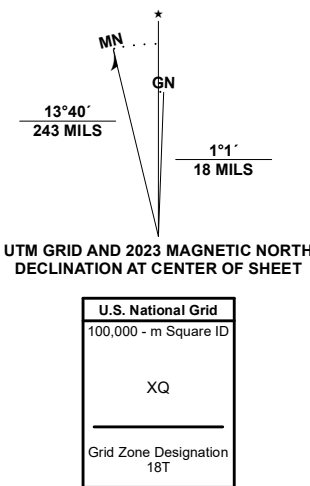 ★
MN
GN
13°40´
243 MILS
1°1´
18 MILS
UTM GRID AND 2023 MAGNETIC NORTH
DECLINATION AT CENTER OF SHEET
U.S. National Grid
100,000 - m Square ID
XQ
Grid Zone Designation
18T